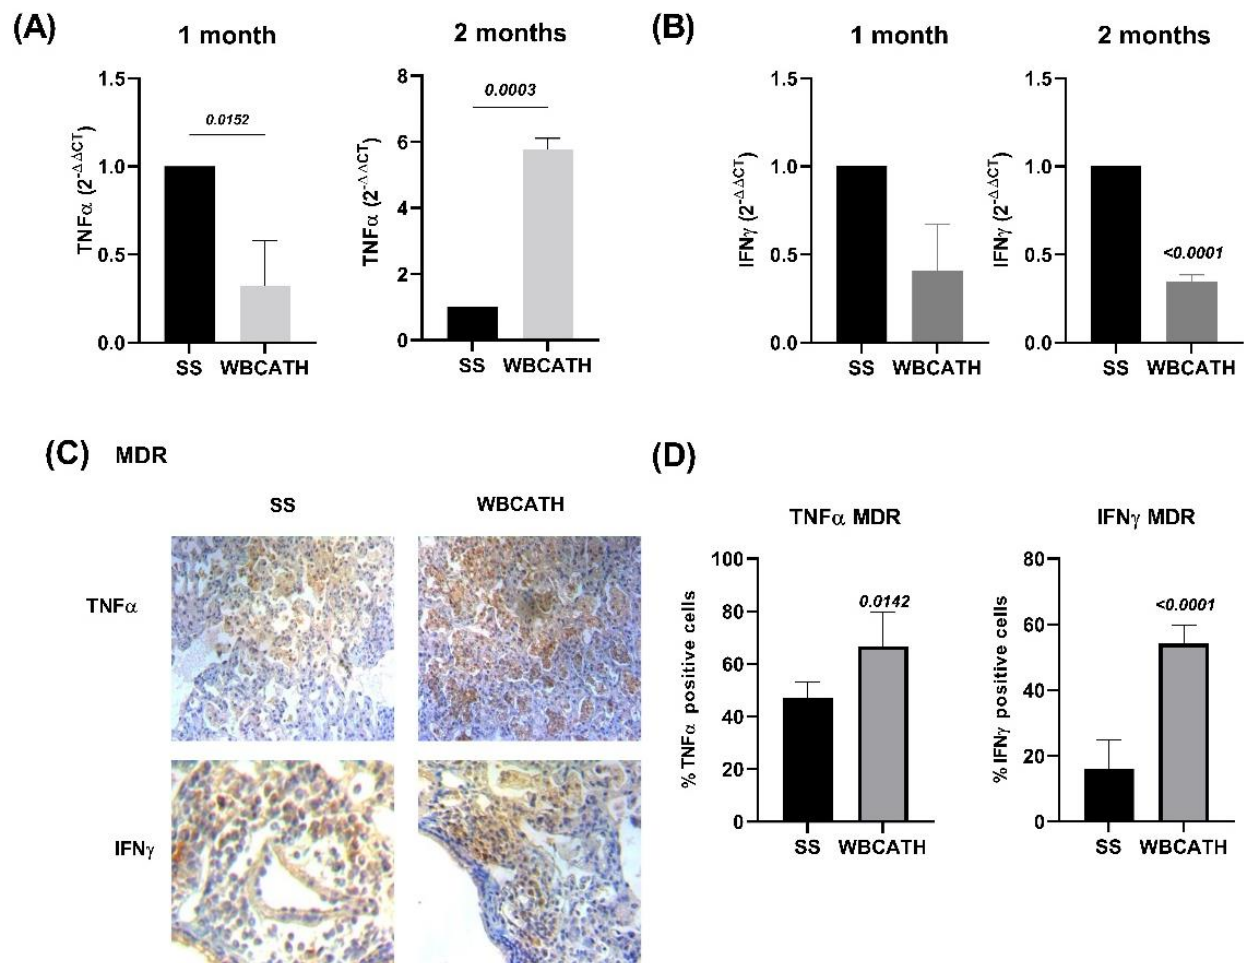 (A)
1 month
2 months
TNFα (2-ΔΔCT)
1.5
1.0
0.5
0.0
0.0152
SS WBCATH
TNFα (2-ΔΔCT)
8
6
4
2
0
0.0003
SS WBCATH
(B)
1 month
2 months
IFNγ (2-ΔΔCT)
1.5
1.0
0.5
0.0
SS WBCATH
IFNγ (2-ΔΔCT)
1.5
1.0
0.5
0.0
<0.0001
SS WBCATH
(C) MDR
SS WBCATH
TNFα
IFNγ
(D)
TNFα MDR
% TNFα positive cells
100
80
60
40
20
0
0.0142
SS WBCATH
IFNγ MDR
% IFNγ positive cells
80
60
40
20
0
<0.0001
SS WBCATH